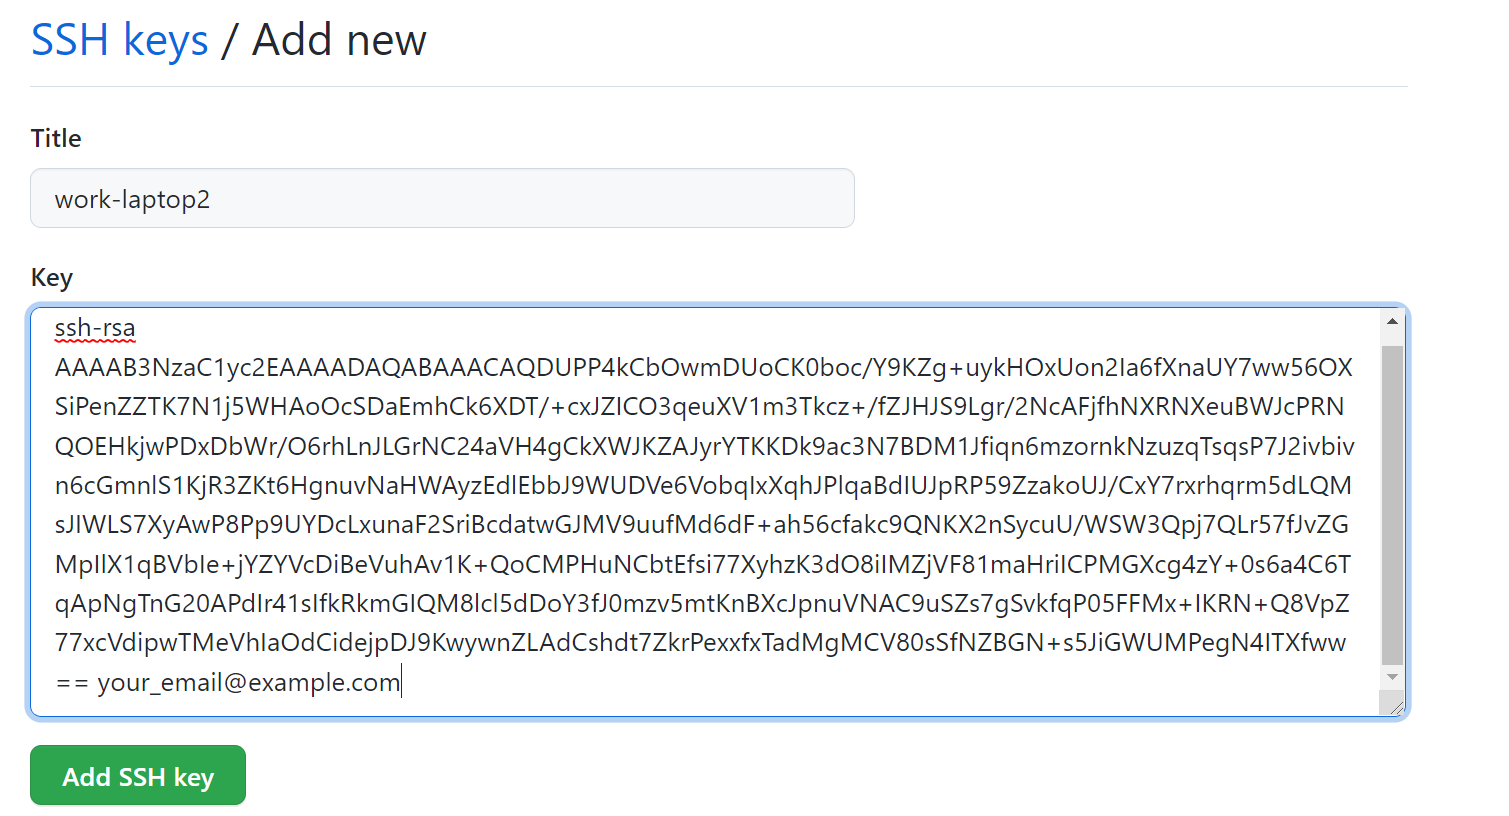 SSH keys / Add new
Title
work-laptop2
Key
ssh-rsa
AAAAB3NzaC1yc2EAAAADAQABAAACAQDUPP4kCbOwmDUoCK0boc/Y9KZg+uykHOxUon2Ia6fXnaUY7ww56OX
SiPenZZTK7N1j5WHAoOcSDaEmhCk6XDT/+cxJZICO3qeuXV1m3Tkcz+/fZJHJS9Lgr/2NcAFjfhNXRNXeuBWJcPRN
QOEHkjwPDxDbWr/O6rhLnJLGrNC24aVH4gCkXWJKZAJyrYTKKDk9ac3N7BDM1Jfiqn6mzornkNzuzqTsqsP7J2ivbiv
n6cGmnlS1KjR3ZKt6HgnuvNaHWAyzEdlEbbJ9WUDVe6VobqIxXqhJPlqaBdIUJpRP59ZzakoUJ/CxY7rxrhqrm5dLQM
sJIWLS7XyAwP8Pp9UYDcLxunaF2SriBcdatwGJMV9uufMd6dF+ah56cfakc9QNKX2nSycuU/WSW3Qpj7QLr57fJvZG
MpIlX1qBVbIe+jYZYVcDiBeVuhAv1K+QoCMPHuNCbtEfsi77XyhzK3dO8iIMZjVF81maHriICPMGXcg4zY+0s6a4C6T
qApNgTnG20APdIr41sIfkRkmGIQM8lcl5dDoY3fJ0mzv5mtKnBXcJpnuVNAC9uSZs7gSvkfqP05FFMx+IKRN+Q8VpZ
77xcVdipwTMeVhIaOdCidejpDJ9KwywnZLAdCshdt7ZkrPexxfxTadMgMCV80sSfNZBGN+s5JiGWUMPegN4ITXfww
== your_email@example.com
Add SSH key